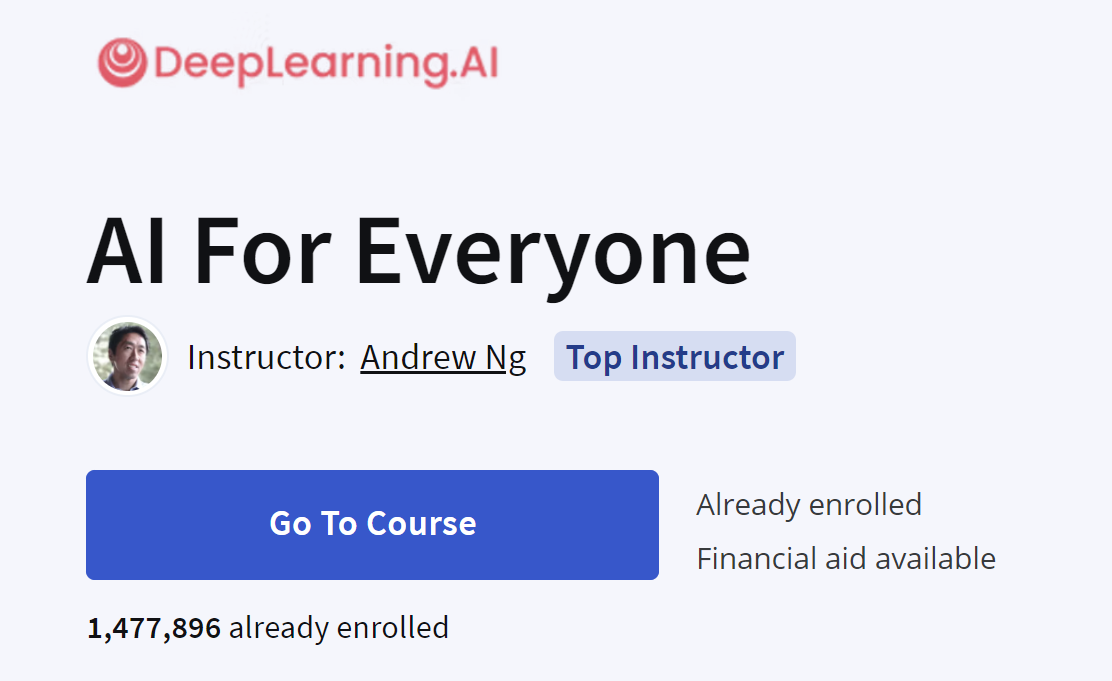 DeepLearning.AI
AI For Everyone
Instructor: Andrew Ng Top Instructor
Go To Course
Already enrolled
Financial aid available
1,477,896 already enrolled